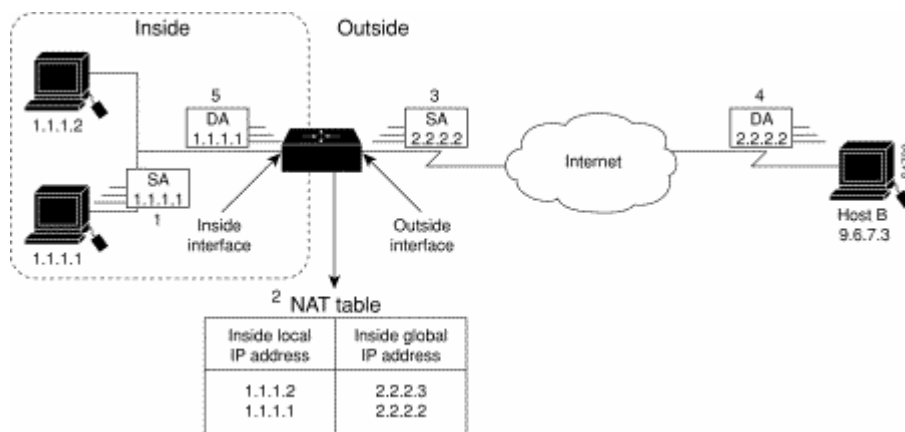 Inside
Outside
1.1.1.2
5
DA
1.1.1.1
3
SA
2.2.2.2
4
DA
2.2.2.2
Internet
SA
1.1.1.1
1
1.1.1.1
Inside
interface
Outside
interface
Host B
9.6.7.3
2
NAT table
Inside local
IP address
Inside global
IP address
1.1.1.2
2.2.2.3
1.1.1.1
2.2.2.2